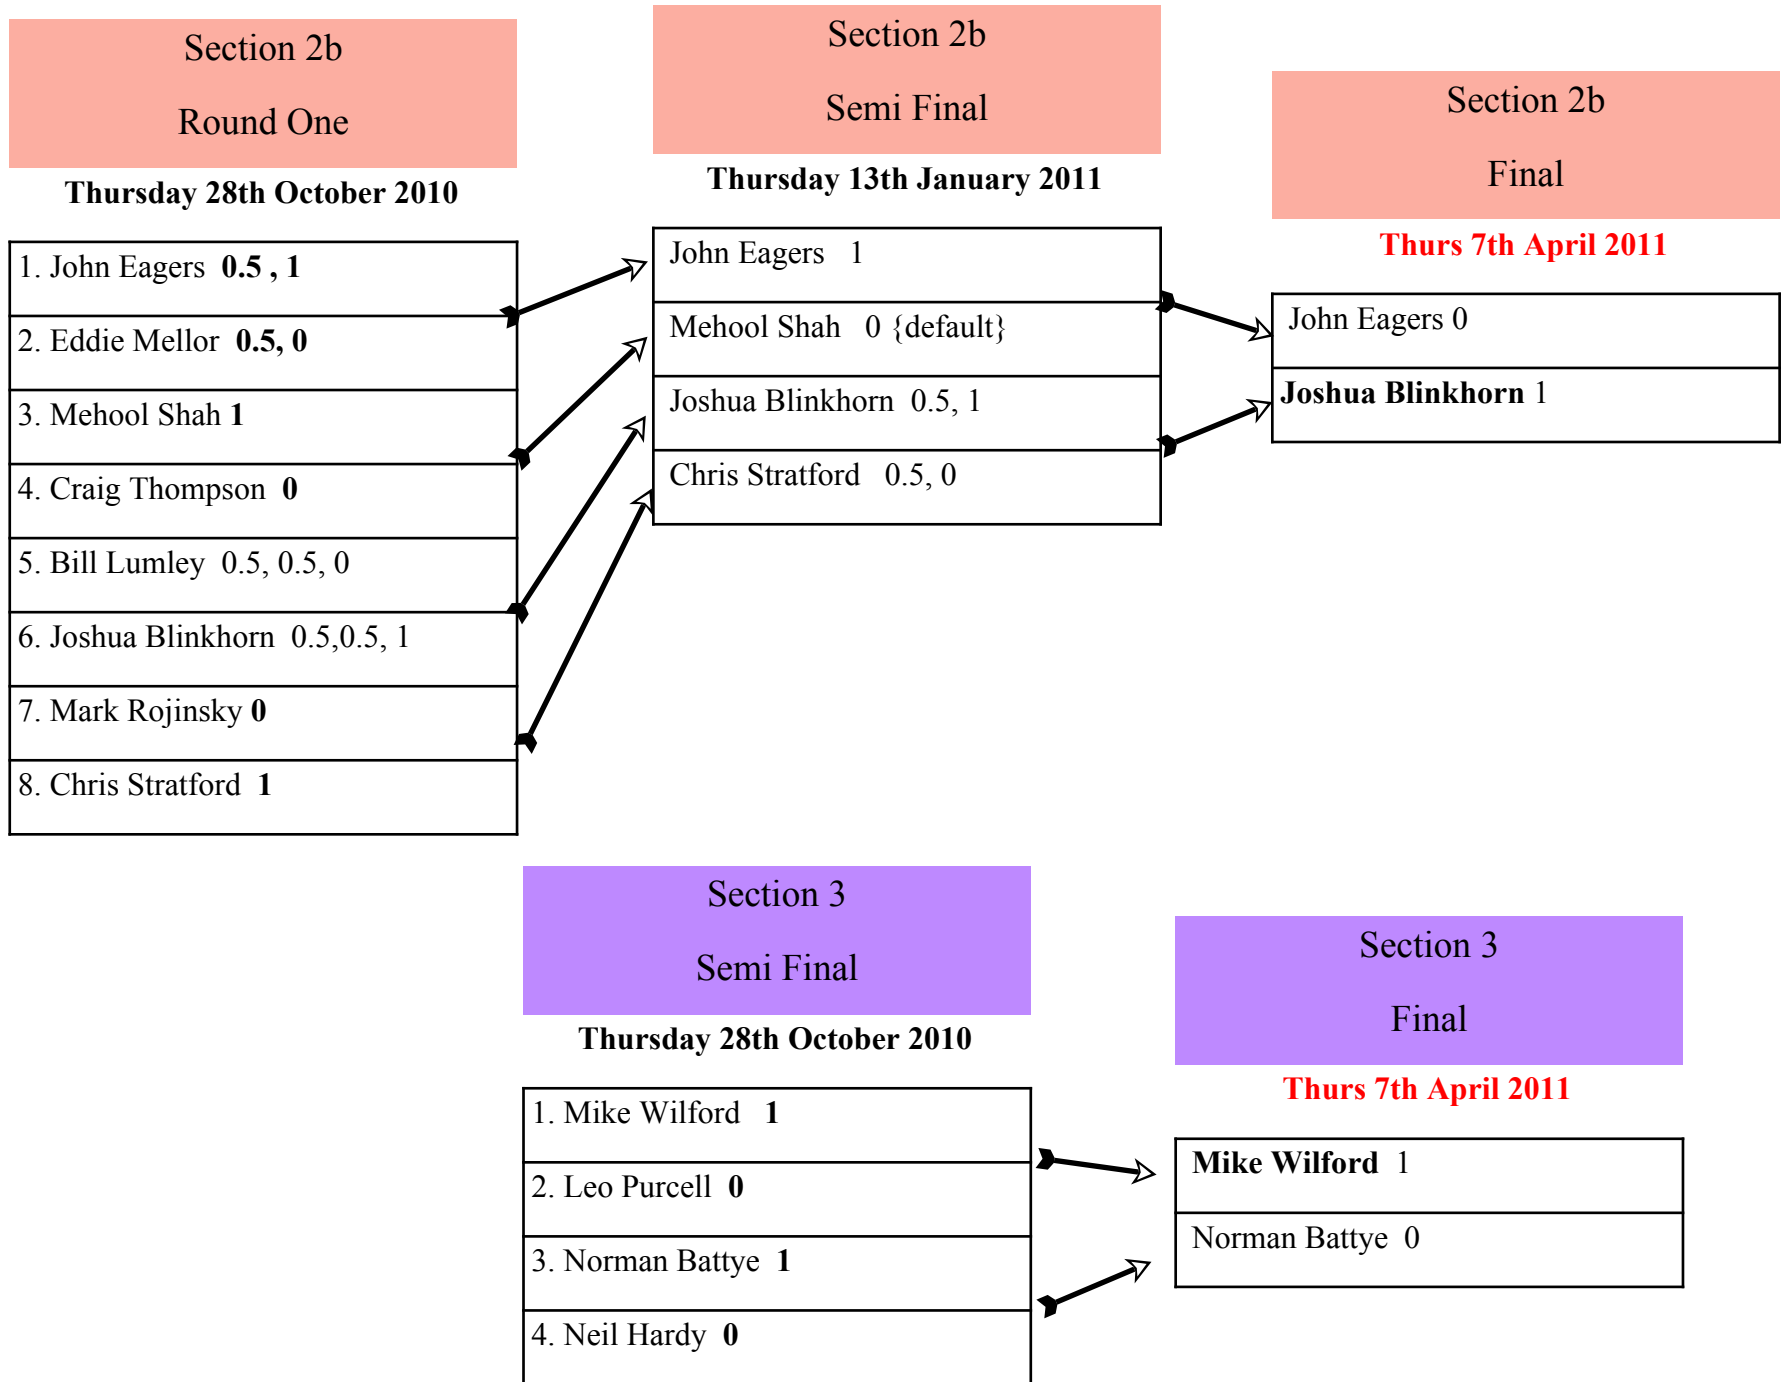 Section 2b
Round One
Thursday 28th October 2010
1. John Eagers 0.5 , 1
2. Eddie Mellor 0.5, 0
3. Mehool Shah 1
4. Craig Thompson 0
5. Bill Lumley 0.5, 0.5, 0
6. Joshua Blinkhorn 0.5,0.5, 1
7. Mark Rojinsky 0
8. Chris Stratford 1
Section 2b
Semi Final
Thursday 13th January 2011
John Eagers 1
Mehool Shah 0 {default}
Joshua Blinkhorn 0.5, 1
Chris Stratford 0.5, 0
Section 2b
Final
Thurs 7th April 2011
John Eagers 0
Joshua Blinkhorn 1
Section 3
Semi Final
Thursday 28th October 2010
1. Mike Wilford 1
2. Leo Purcell 0
3. Norman Battye 1
4. Neil Hardy 0
Section 3
Final
Thurs 7th April 2011
Mike Wilford 1
Norman Battye 0